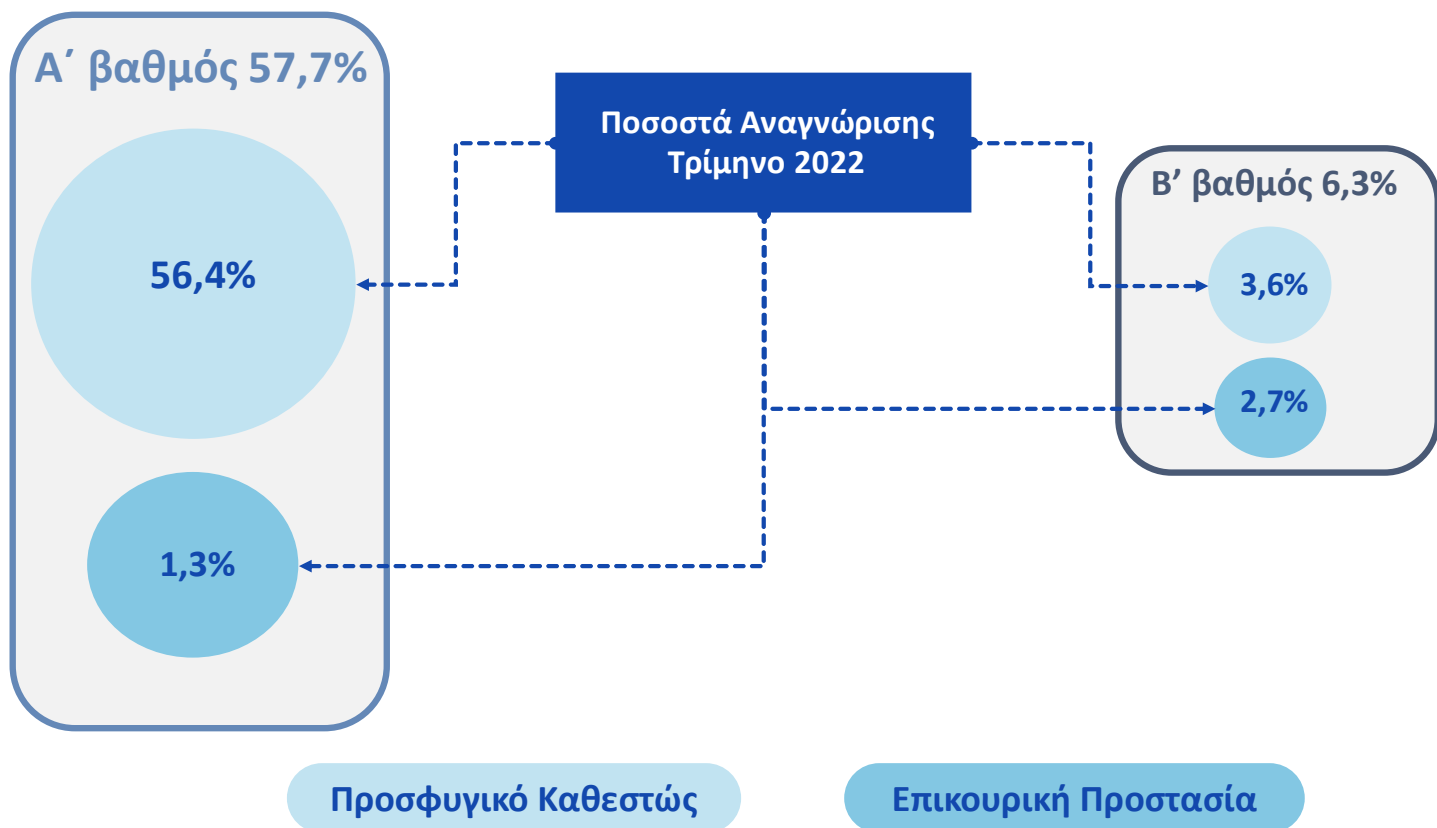 Α΄ βαθμός 57,7%
56,4%
1,3%
Ποσοστά Αναγνώρισης
Τρίμηνο 2022
Β’ βαθμός 6,3%
3,6%
2,7%
Προσφυγικό Καθεστώς
Επικουρική Προστασία